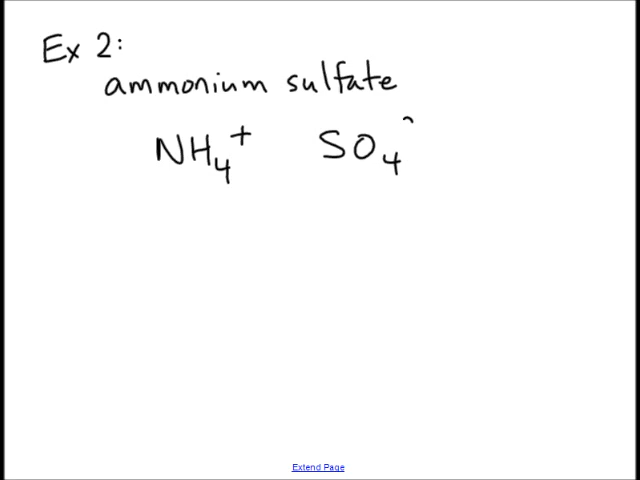 Ex 2:
ammonium sulfate
NH₄⁺ SO₄
Extend Page